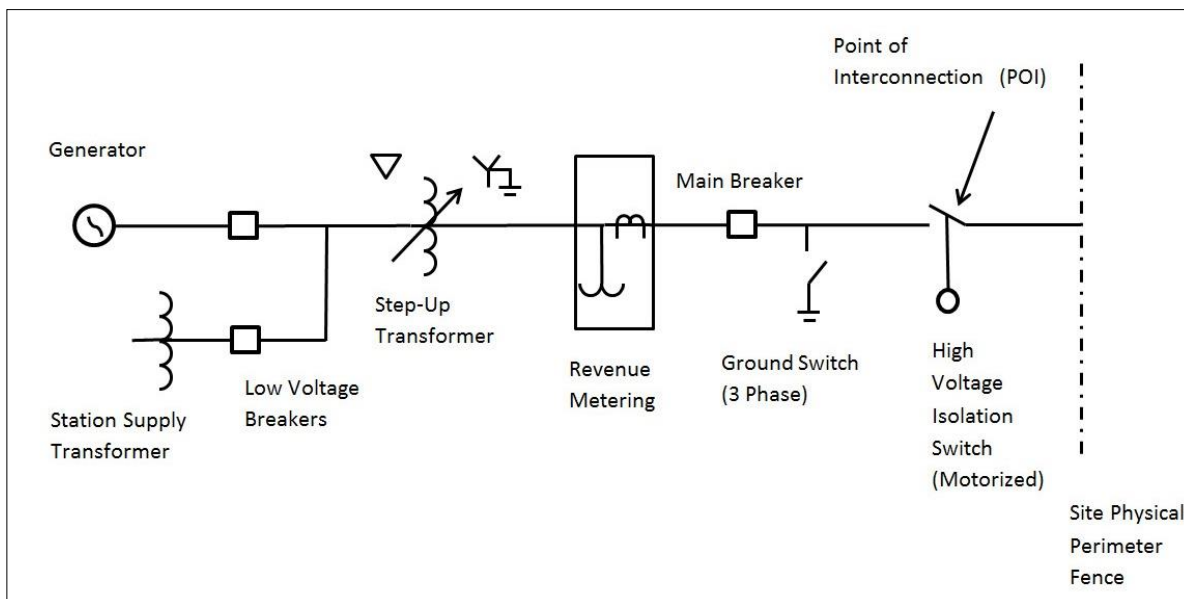 Point of
Interconnection (POI)
Generator
Main Breaker
Step-Up
Transformer
Low Voltage
Breakers
Station Supply
Transformer
Revenue
Metering
Ground Switch
(3 Phase)
High
Voltage
Isolation
Switch
(Motorized)
Site Physical
Perimeter
Fence